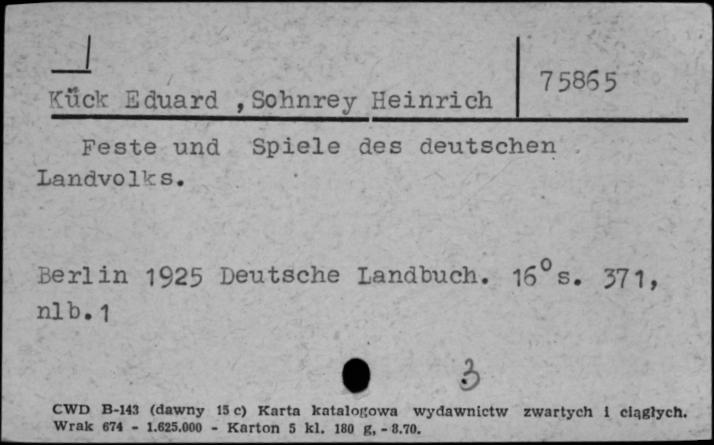 75865
Kück Eduard , Sohnrey Heinrich
Feste und Spiele des deutschen
Landvolks.
Berlin 1925 Deutsche Landbuch. 16° s. 371,
nlb. 1
3
CWD B-143 (dawny 15 c) Karta katalogowa wydawnictw zwartych i ciągłych.
Wrak 674 - 1.625.000 - Karton 5 kl. 180 g, - 8.70.